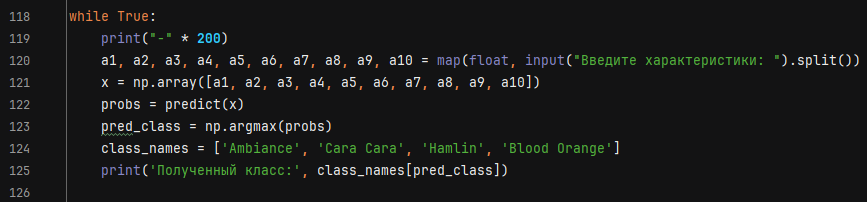 118 while True:
119 print("-" * 200)
120 a1, a2, a3, a4, a5, a6, a7, a8, a9, a10 = map(float, input("Введите характеристики: ").split())
121 x = np.array([a1, a2, a3, a4, a5, a6, a7, a8, a9, a10])
122 probs = predict(x)
123 pred_class = np.argmax(probs)
124 class_names = ['Ambiance', 'Cara Cara', 'Hamlin', 'Blood Orange']
125 print('Полученный класс:', class_names[pred_class])
126